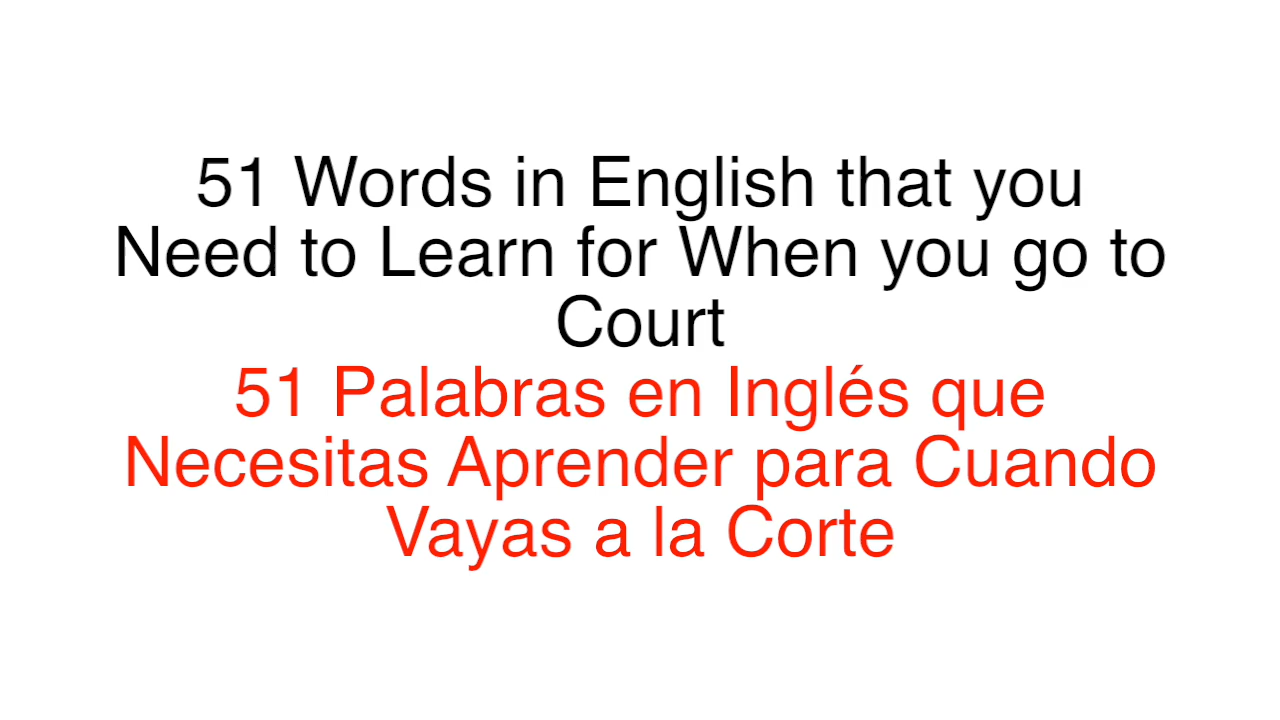 51 Words in English that you
Need to Learn for When you go to
Court
51 Palabras en Inglés que
Necesitas Aprender para Cuando
Vayas a la Corte